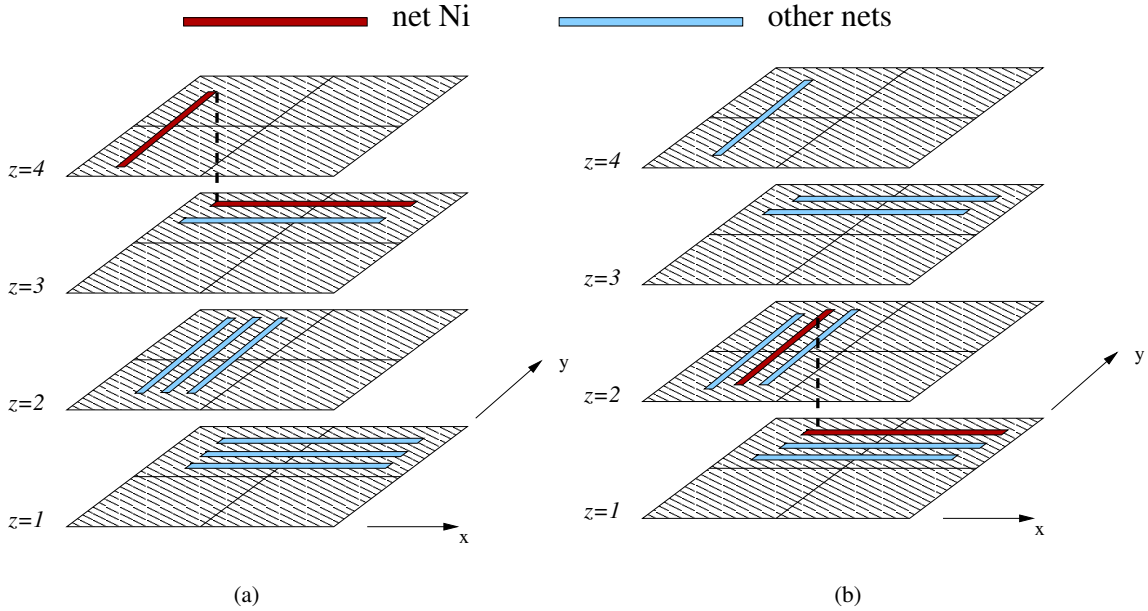 net Ni
other nets
z=4
z=3
z=2
z=1
y
x
(a)
z=4
z=3
z=2
z=1
y
x
(b)